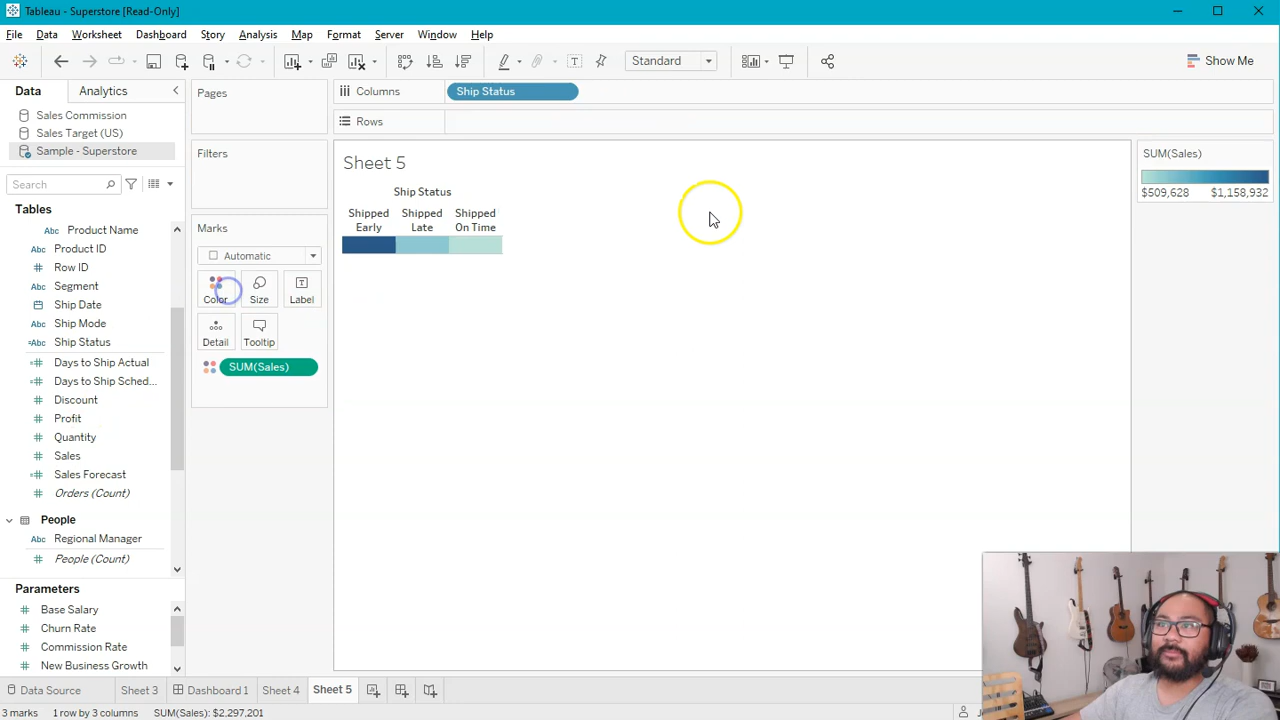 Tableau - Superstore [Read-Only]
File Data Worksheet Dashboard Story Analysis Map Format Server Window Help
Standard
Show Me
Data Analytics
Sales Commission
Sales Target (US)
Sample - Superstore
Search
Tables
Abc Product Name
Product ID
Row ID
Abc Segment
Ship Date
Abc Ship Mode
=Abc Ship Status
Days to Ship Actual
Days to Ship Sched...
Discount
Profit
Quantity
Sales
Sales Forecast
Orders (Count)
People
Abc Regional Manager
People (Count)
Parameters
Base Salary
Churn Rate
Commission Rate
New Business Growth
Pages
Filters
Marks
Automatic
Color Size Label
Detail Tooltip
SUM(Sales)
Columns Ship Status
Rows
Sheet 5
Ship Status
Shipped Early
Shipped Late
Shipped On Time
SUM(Sales)
$509,628 $1,158,932
Data Source Sheet 3 Dashboard 1 Sheet 4 Sheet 5
3 marks 1 row by 3 columns SUM(Sales): $2,297,201